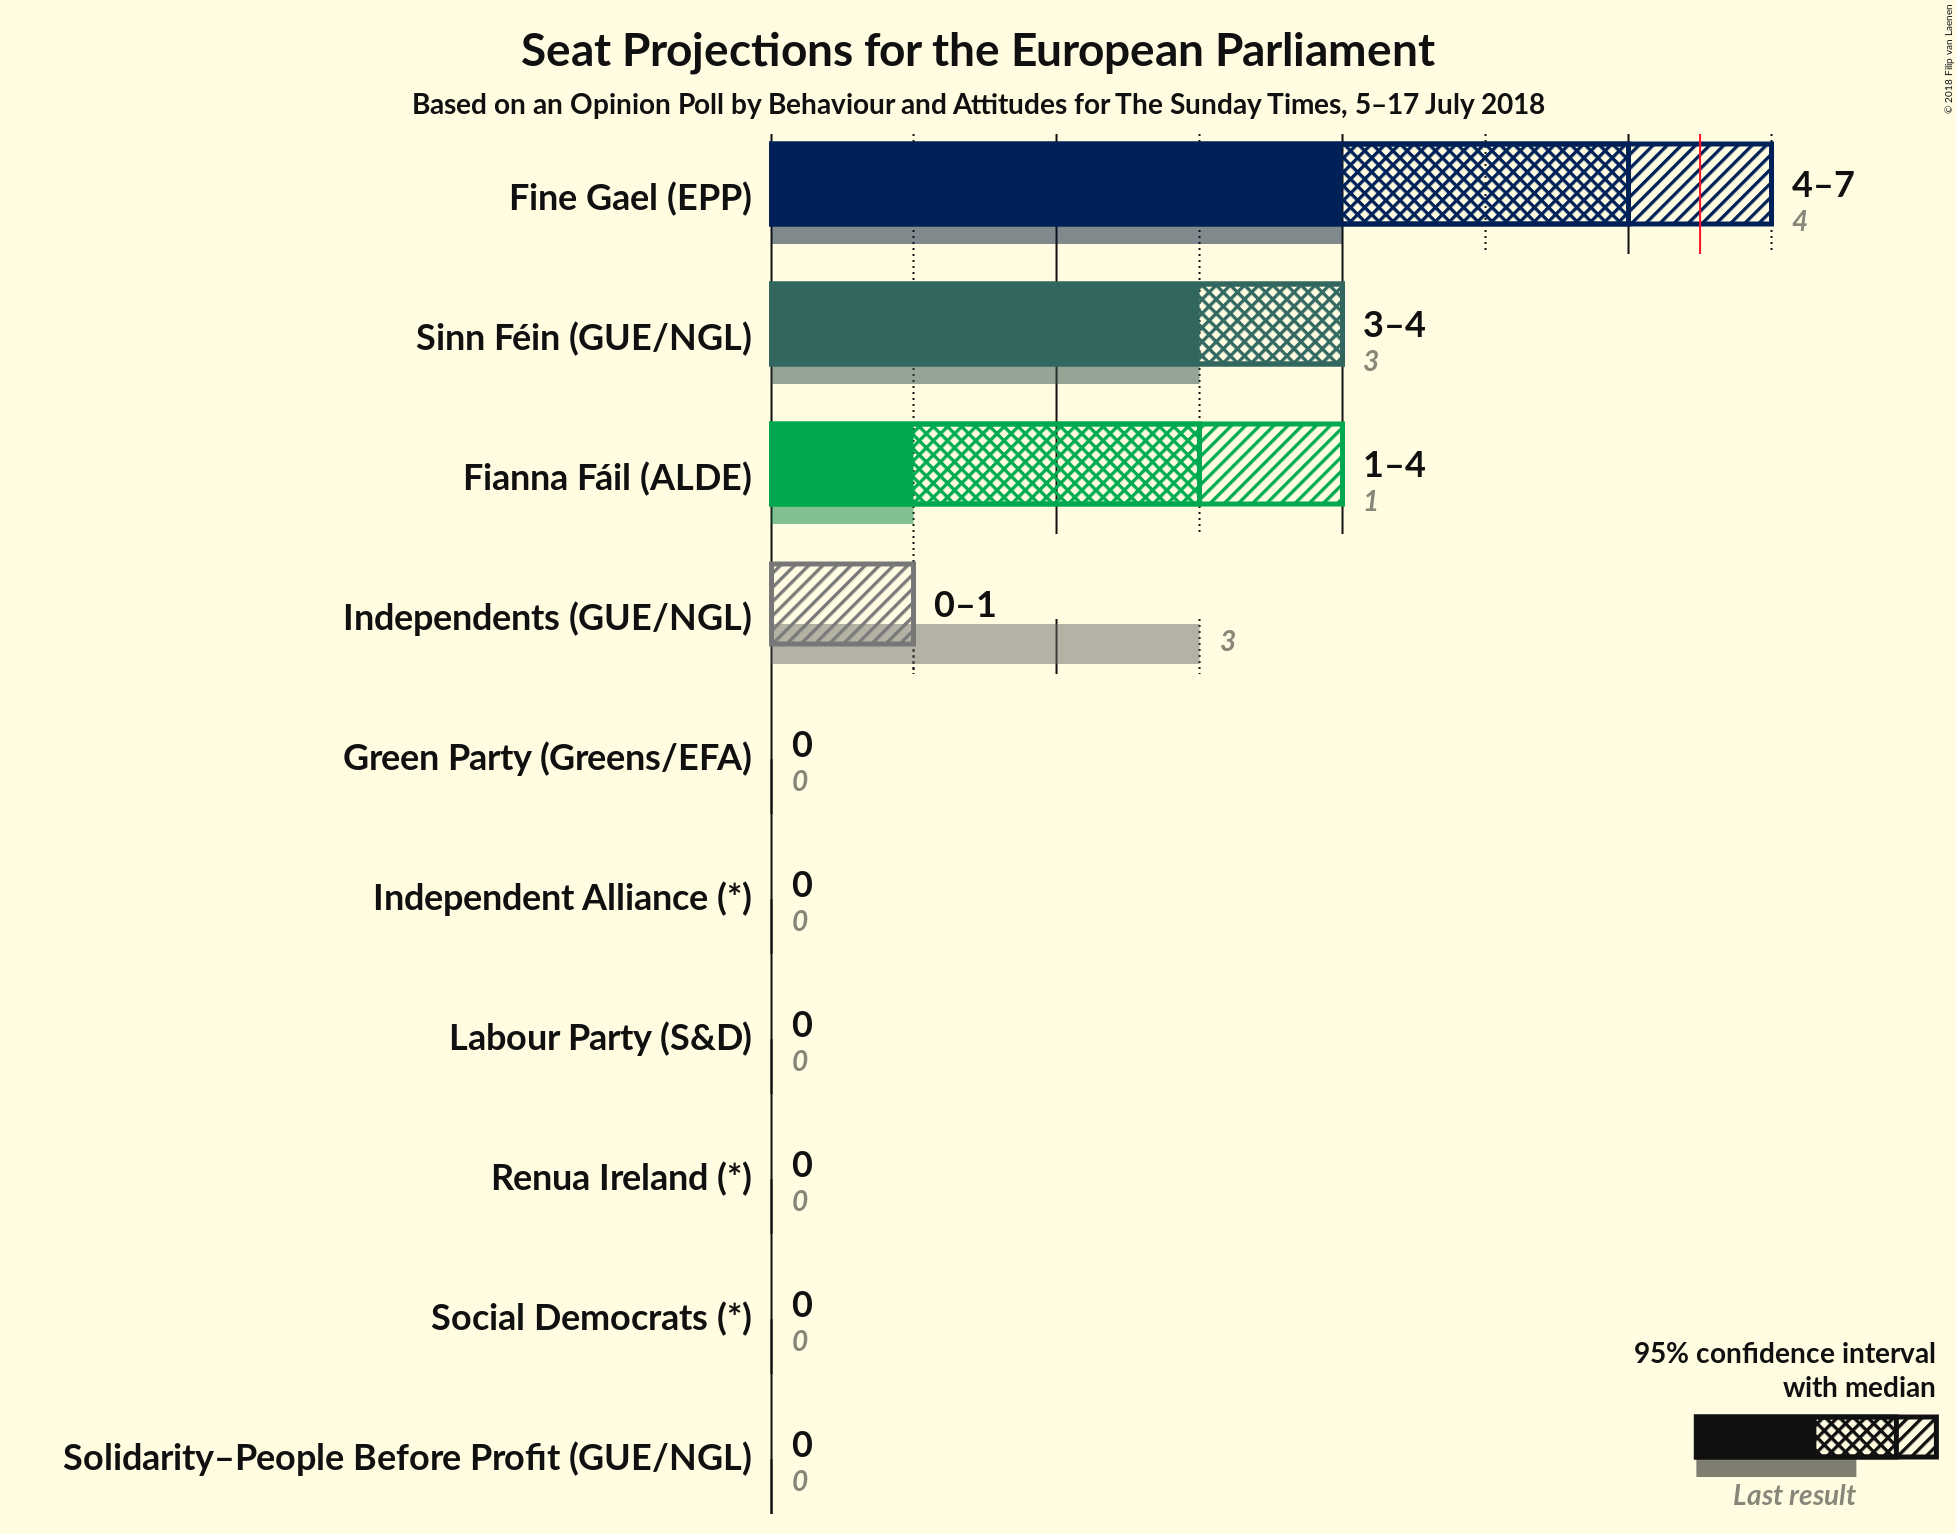 Seat Projections for the European Parliament
Based on an Opinion Poll by Behaviour and Attitudes for The Sunday Times, 5–17 July 2018
© 2018 Filip van Laenen
Fine Gael (EPP)
4–7
4
Sinn Féin (GUE/NGL)
3–4
3
Fianna Fáil (ALDE)
1–4
1
Independents (GUE/NGL)
0–1
3
Green Party (Greens/EFA)
0
0
Independent Alliance (*)
0
0
Labour Party (S&D)
0
0
Renua Ireland (*)
0
0
Social Democrats (*)
0
0
Solidarity–People Before Profit (GUE/NGL)
0
0
95% confidence interval
with median
Last result